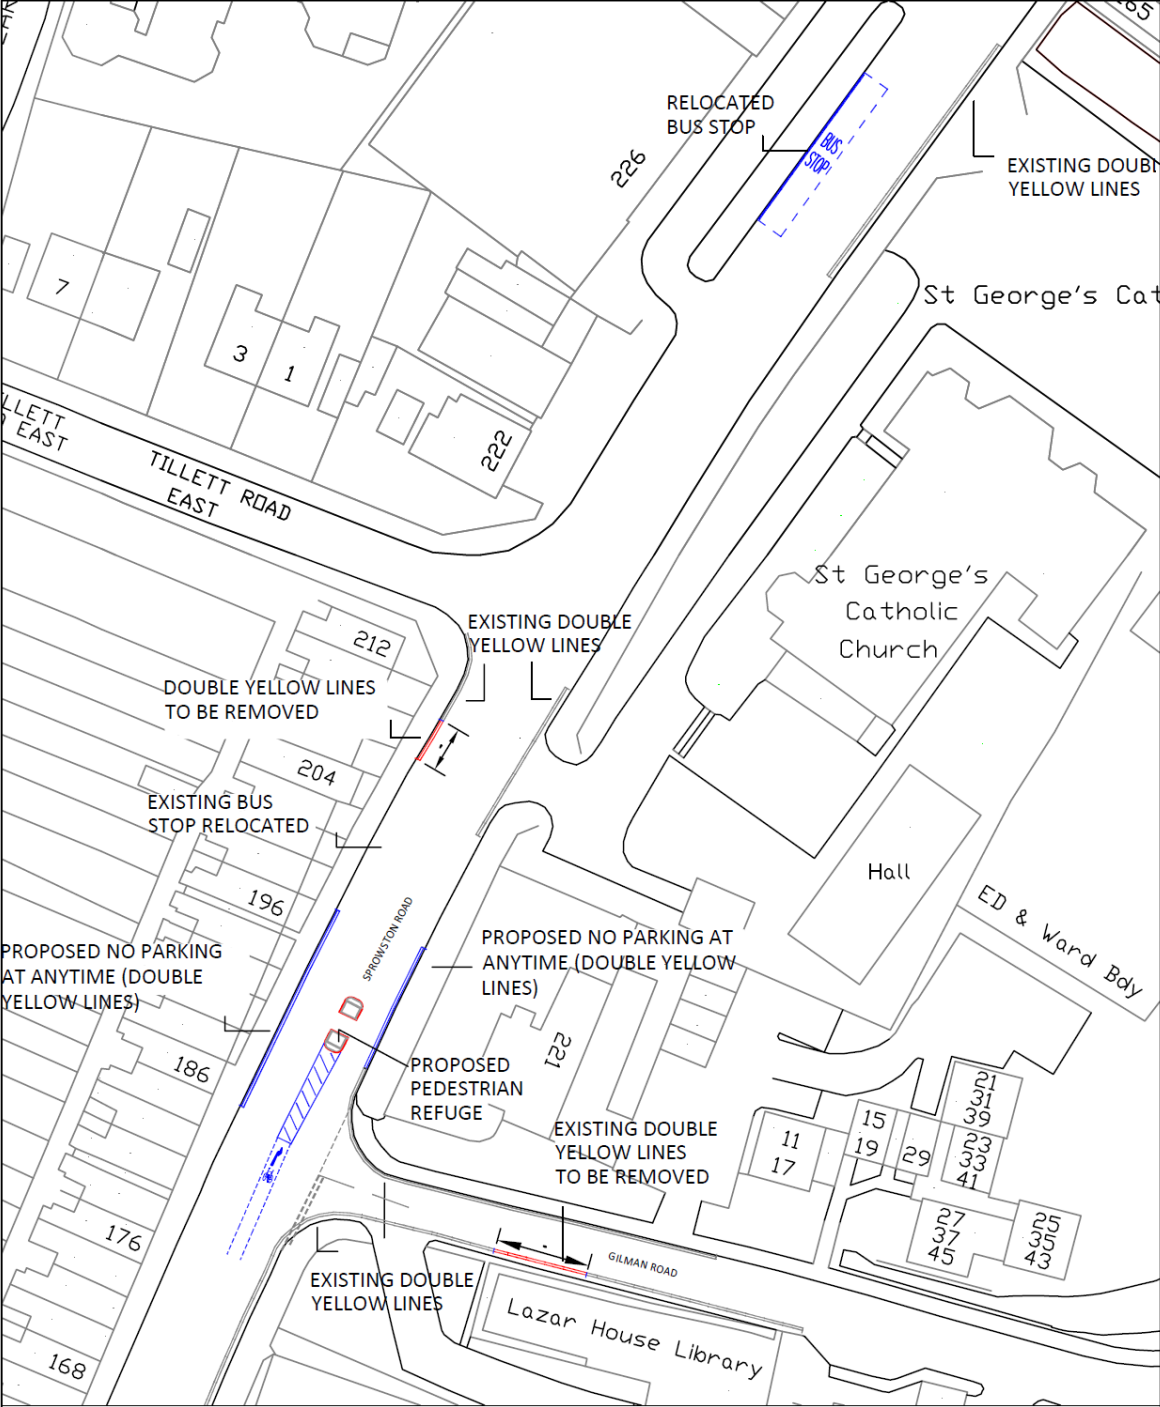 265
RELOCATED
BUS STOP
BUS
STOP
226
EXISTING DOUBL
YELLOW LINES
7
St George's Cat
3
1
LLETT
EAST
TILLETT ROAD
EAST
222
St George's
Catholic
Church
212
EXISTING DOUBLE
YELLOW LINES
DOUBLE YELLOW LINES
TO BE REMOVED
204
EXISTING BUS
STOP RELOCATED
Hall
196
ED & Ward Bdy
SPROWSTON ROAD
PROPOSED NO PARKING
AT ANYTIME (DOUBLE
YELLOW LINES)
PROPOSED NO PARKING AT
ANYTIME (DOUBLE YELLOW
LINES)
186
221
PROPOSED
PEDESTRIAN
REFUGE
21
31
39
EXISTING DOUBLE
YELLOW LINES
TO BE REMOVED
11
17
15
19
29
23
33
41
27
37
45
25
35
43
176
GILMAN ROAD
EXISTING DOUBLE
YELLOW LINES
Lazar House Library
168